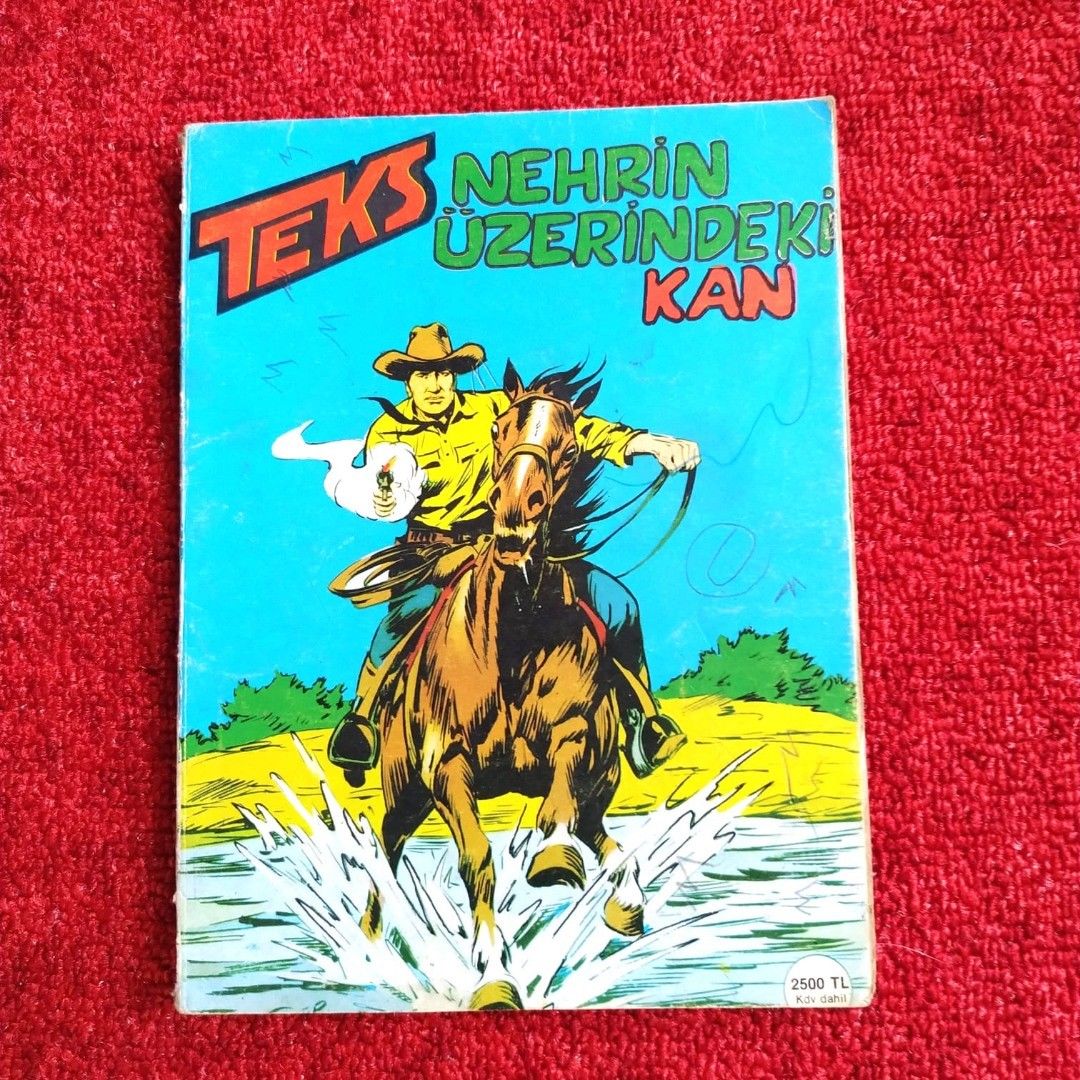 TEKS
NEHRİN
ÜZERİNDEKİ
KAN
2500 TL
Kdv dahil